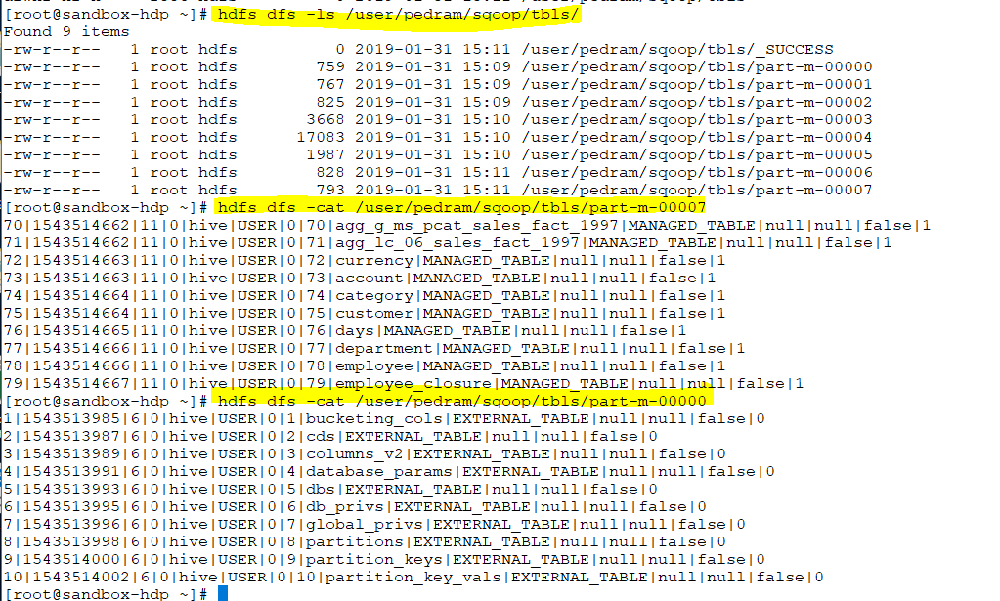 [root@sandbox-hdp ~]# hdfs dfs -ls /user/pedram/sqoop/tbls/
Found 9 items
-rw-r--r--   1 root hdfs          0 2019-01-31 15:11 /user/pedram/sqoop/tbls/_SUCCESS
-rw-r--r--   1 root hdfs        759 2019-01-31 15:09 /user/pedram/sqoop/tbls/part-m-00000
-rw-r--r--   1 root hdfs        767 2019-01-31 15:09 /user/pedram/sqoop/tbls/part-m-00001
-rw-r--r--   1 root hdfs        825 2019-01-31 15:09 /user/pedram/sqoop/tbls/part-m-00002
-rw-r--r--   1 root hdfs       3668 2019-01-31 15:10 /user/pedram/sqoop/tbls/part-m-00003
-rw-r--r--   1 root hdfs      17083 2019-01-31 15:10 /user/pedram/sqoop/tbls/part-m-00004
-rw-r--r--   1 root hdfs       1987 2019-01-31 15:10 /user/pedram/sqoop/tbls/part-m-00005
-rw-r--r--   1 root hdfs        828 2019-01-31 15:11 /user/pedram/sqoop/tbls/part-m-00006
-rw-r--r--   1 root hdfs        793 2019-01-31 15:11 /user/pedram/sqoop/tbls/part-m-00007
[root@sandbox-hdp ~]# hdfs dfs -cat /user/pedram/sqoop/tbls/part-m-00007
70|1543514662|11|0|hive|USER|0|70|agg_g_ms_pcat_sales_fact_1997|MANAGED_TABLE|null|null|false|1
71|1543514662|11|0|hive|USER|0|71|agg_lc_06_sales_fact_1997|MANAGED_TABLE|null|null|false|1
72|1543514663|11|0|hive|USER|0|72|currency|MANAGED_TABLE|null|null|false|1
73|1543514663|11|0|hive|USER|0|73|account|MANAGED_TABLE|null|null|false|1
74|1543514664|11|0|hive|USER|0|74|category|MANAGED_TABLE|null|null|false|1
75|1543514664|11|0|hive|USER|0|75|customer|MANAGED_TABLE|null|null|false|1
76|1543514665|11|0|hive|USER|0|76|days|MANAGED_TABLE|null|null|false|1
77|1543514666|11|0|hive|USER|0|77|department|MANAGED_TABLE|null|null|false|1
78|1543514666|11|0|hive|USER|0|78|employee|MANAGED_TABLE|null|null|false|1
79|1543514667|11|0|hive|USER|0|79|employee_closure|MANAGED_TABLE|null|null|false|1
[root@sandbox-hdp ~]# hdfs dfs -cat /user/pedram/sqoop/tbls/part-m-00000
1|1543513985|6|0|hive|USER|0|1|bucketing_cols|EXTERNAL_TABLE|null|null|false|0
2|1543513987|6|0|hive|USER|0|2|cds|EXTERNAL_TABLE|null|null|false|0
3|1543513989|6|0|hive|USER|0|3|columns_v2|EXTERNAL_TABLE|null|null|false|0
4|1543513991|6|0|hive|USER|0|4|database_params|EXTERNAL_TABLE|null|null|false|0
5|1543513993|6|0|hive|USER|0|5|dbs|EXTERNAL_TABLE|null|null|false|0
6|1543513995|6|0|hive|USER|0|6|db_privs|EXTERNAL_TABLE|null|null|false|0
7|1543513996|6|0|hive|USER|0|7|global_privs|EXTERNAL_TABLE|null|null|false|0
8|1543513998|6|0|hive|USER|0|8|partitions|EXTERNAL_TABLE|null|null|false|0
9|1543514000|6|0|hive|USER|0|9|partition_keys|EXTERNAL_TABLE|null|null|false|0
10|1543514002|6|0|hive|USER|0|10|partition_key_vals|EXTERNAL_TABLE|null|null|false|0
[root@sandbox-hdp ~]#